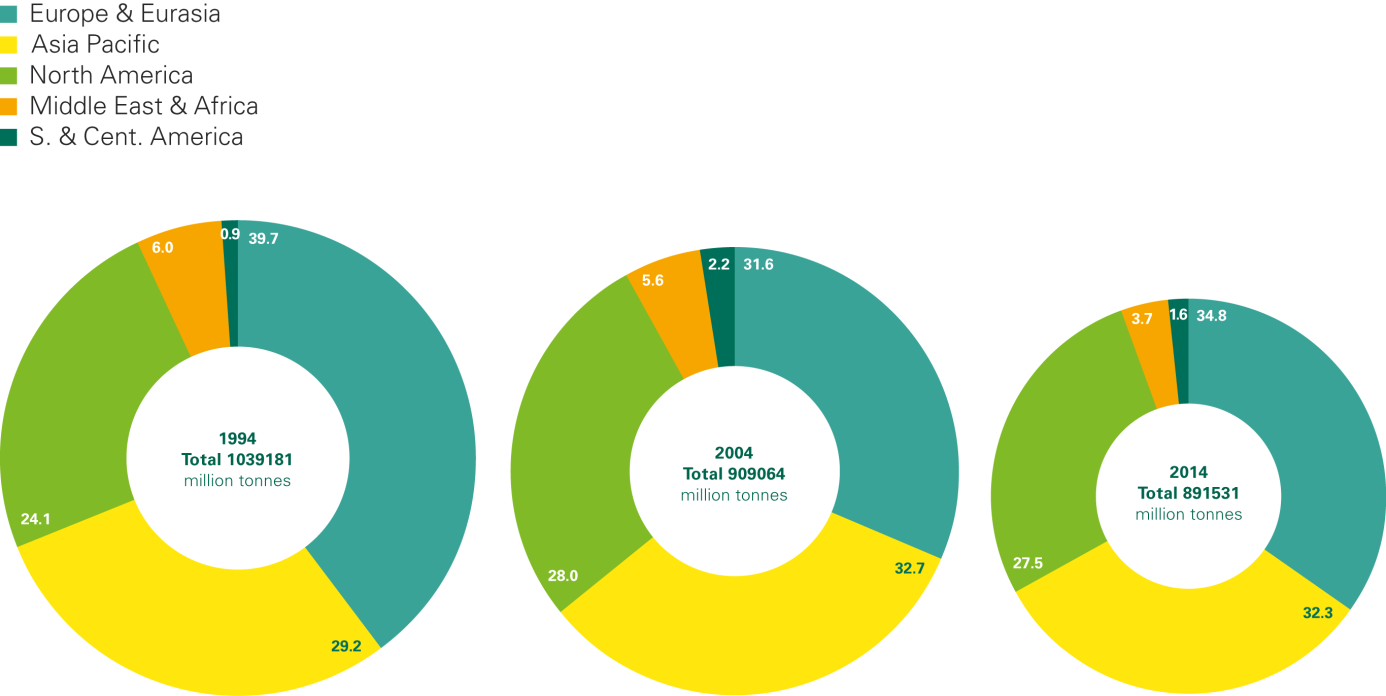 Europe & Eurasia
Asia Pacific
North America
Middle East & Africa
S. & Cent. America
6.0
0.9
39.7
1994
Total 1039181
million tonnes
24.1
29.2
5.6
2.2
31.6
2004
Total 909064
million tonnes
28.0
32.7
3.7
1.6
34.8
2014
Total 891531
million tonnes
27.5
32.3